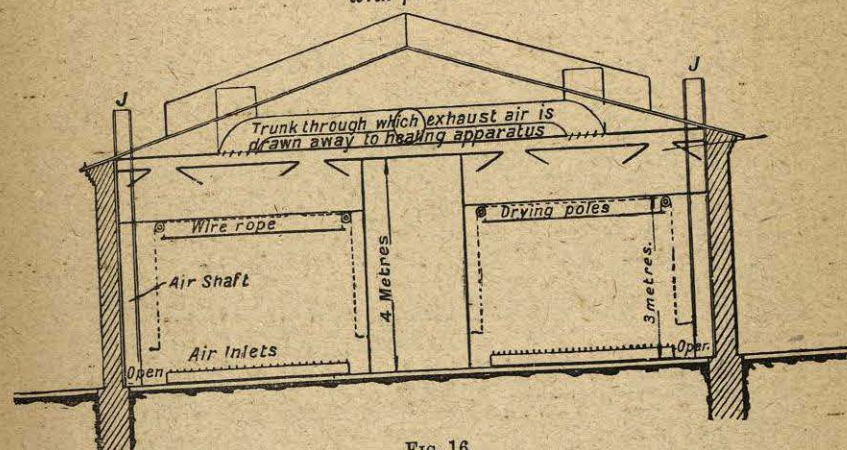 J
J
Trunk through which exhaust air is
drawn away to heating apparatus
Wire rope
Drying poles
4 Metres
3 metres.
Air Shaft
Air Inlets
Open
Oper.
FIG. 16